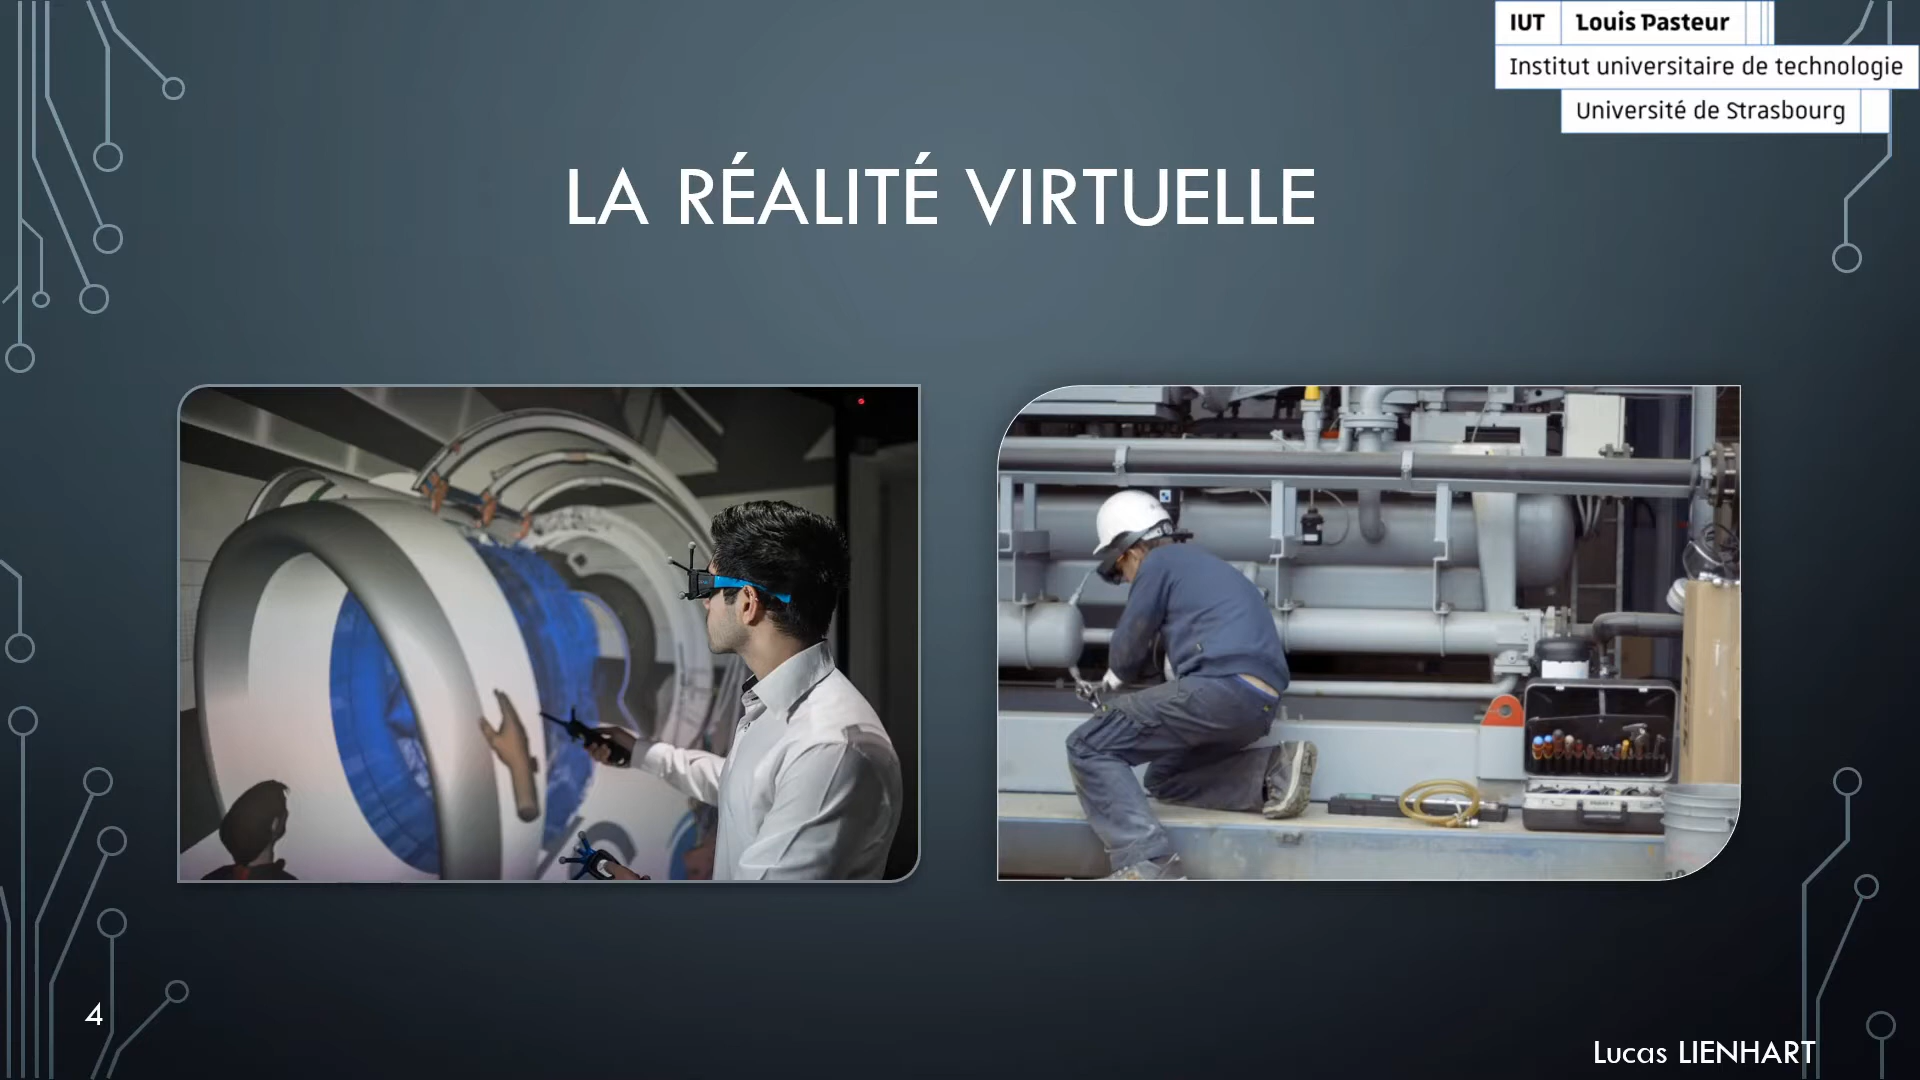 IUT Louis Pasteur
Institut universitaire de technologie
Université de Strasbourg
LA RÉALITÉ VIRTUELLE
4
Lucas LIENHART